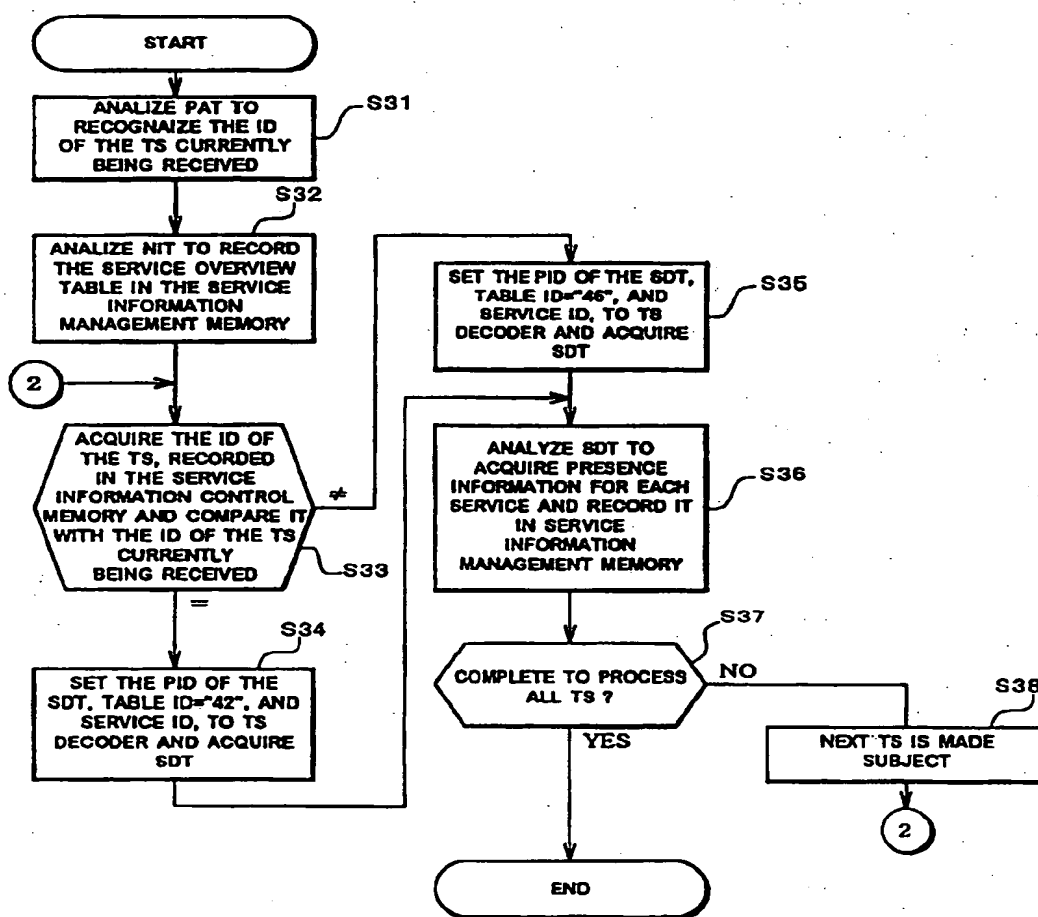 START
ANALIZE PAT TO
RECOGNAIZE THE ID
OF THE TS CURRENTLY
BEING RECEIVED
S31
S32
ANALIZE NIT TO RECORD
THE SERVICE OVERVIEW
TABLE IN THE SERVICE
INFORMATION
MANAGEMENT MEMORY
2
ACQUIRE THE ID OF
THE TS, RECORDED
IN THE SERVICE
INFORMATION CONTROL
MEMORY AND COMPARE IT
WITH THE ID OF THE TS
CURRENTLY
BEING RECEIVED
≠
S33
=
S34
SET THE PID OF THE
SDT, TABLE ID="42", AND
SERVICE ID, TO TS
DECODER AND ACQUIRE
SDT
SET THE PID OF THE SDT,
TABLE ID="46", AND
SERVICE ID, TO TS
DECODER AND ACQUIRE
SDT
S35
ANALYZE SDT TO
ACQUIRE PRESENCE
INFORMATION FOR EACH
SERVICE AND RECORD IT
IN SERVICE
INFORMATION
MANAGEMENT MEMORY
S36
S37
COMPLETE TO PROCESS
ALL TS ?
NO
YES
S38
NEXT TS IS MADE
SUBJECT
2
END